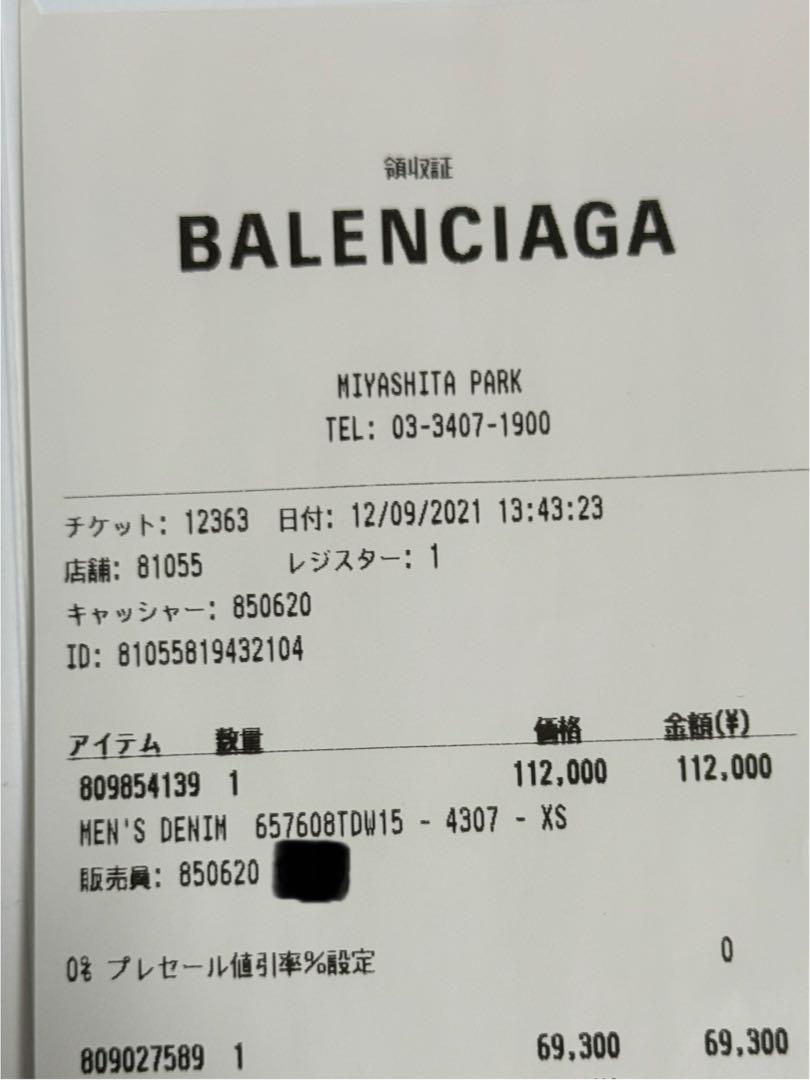 領収証
BALENCIAGA
MIYASHITA PARK
TEL: 03-3407-1900
チケット: 12363 日付: 12/09/2021 13:43:23
店舗: 81055 レジスター: 1
キャッシャー: 850620
ID: 81055819432104
アイテム 数量 価格 金額(¥)
809854139 1 112,000 112,000
MEN'S DENIM 657608TDW15 - 4307 - XS
販売員: 850620
0% プレセール値引率%設定 0
809027589 1 69,300 69,300